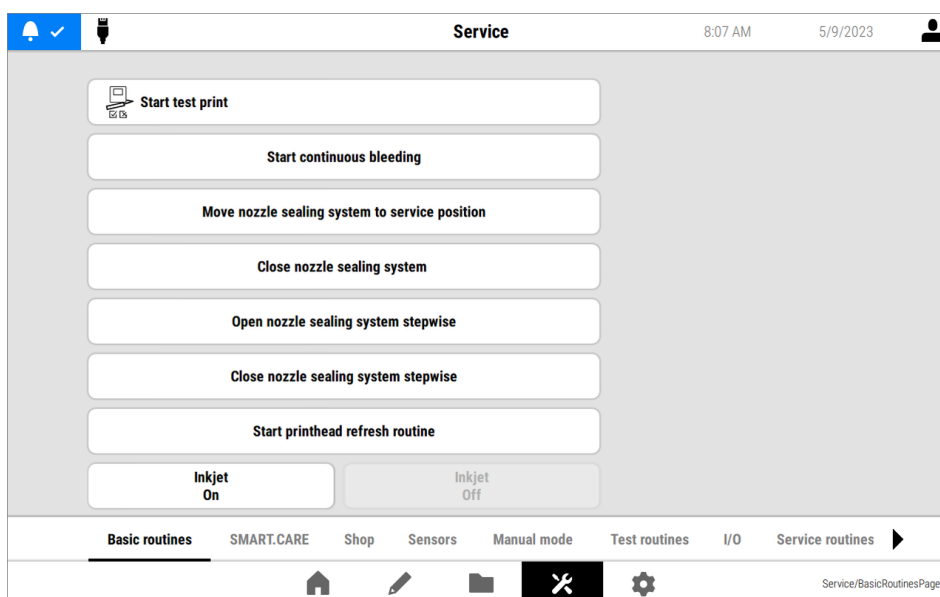 Service
8:07 AM
5/9/2023
Start test print
Start continuous bleeding
Move nozzle sealing system to service position
Close nozzle sealing system
Open nozzle sealing system stepwise
Close nozzle sealing system stepwise
Start printhead refresh routine
Inkjet
On
Inkjet
Off
Basic routines
SMART.CARE
Shop
Sensors
Manual mode
Test routines
I/O
Service routines
Service/BasicRoutinesPage